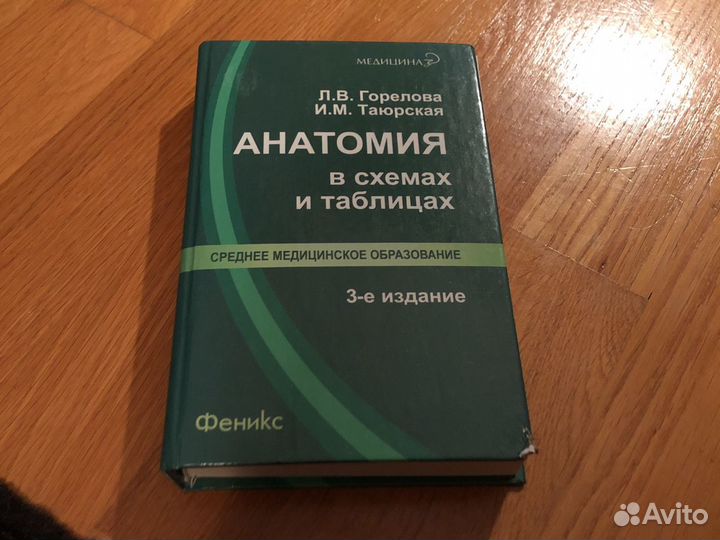 МЕДИЦИНА
Л.В. Горелова
И.М. Таюрская
АНАТОМИЯ
в схемах
и таблицах
СРЕДНЕЕ МЕДИЦИНСКОЕ ОБРАЗОВАНИЕ
3-е издание
Феникс
Avito